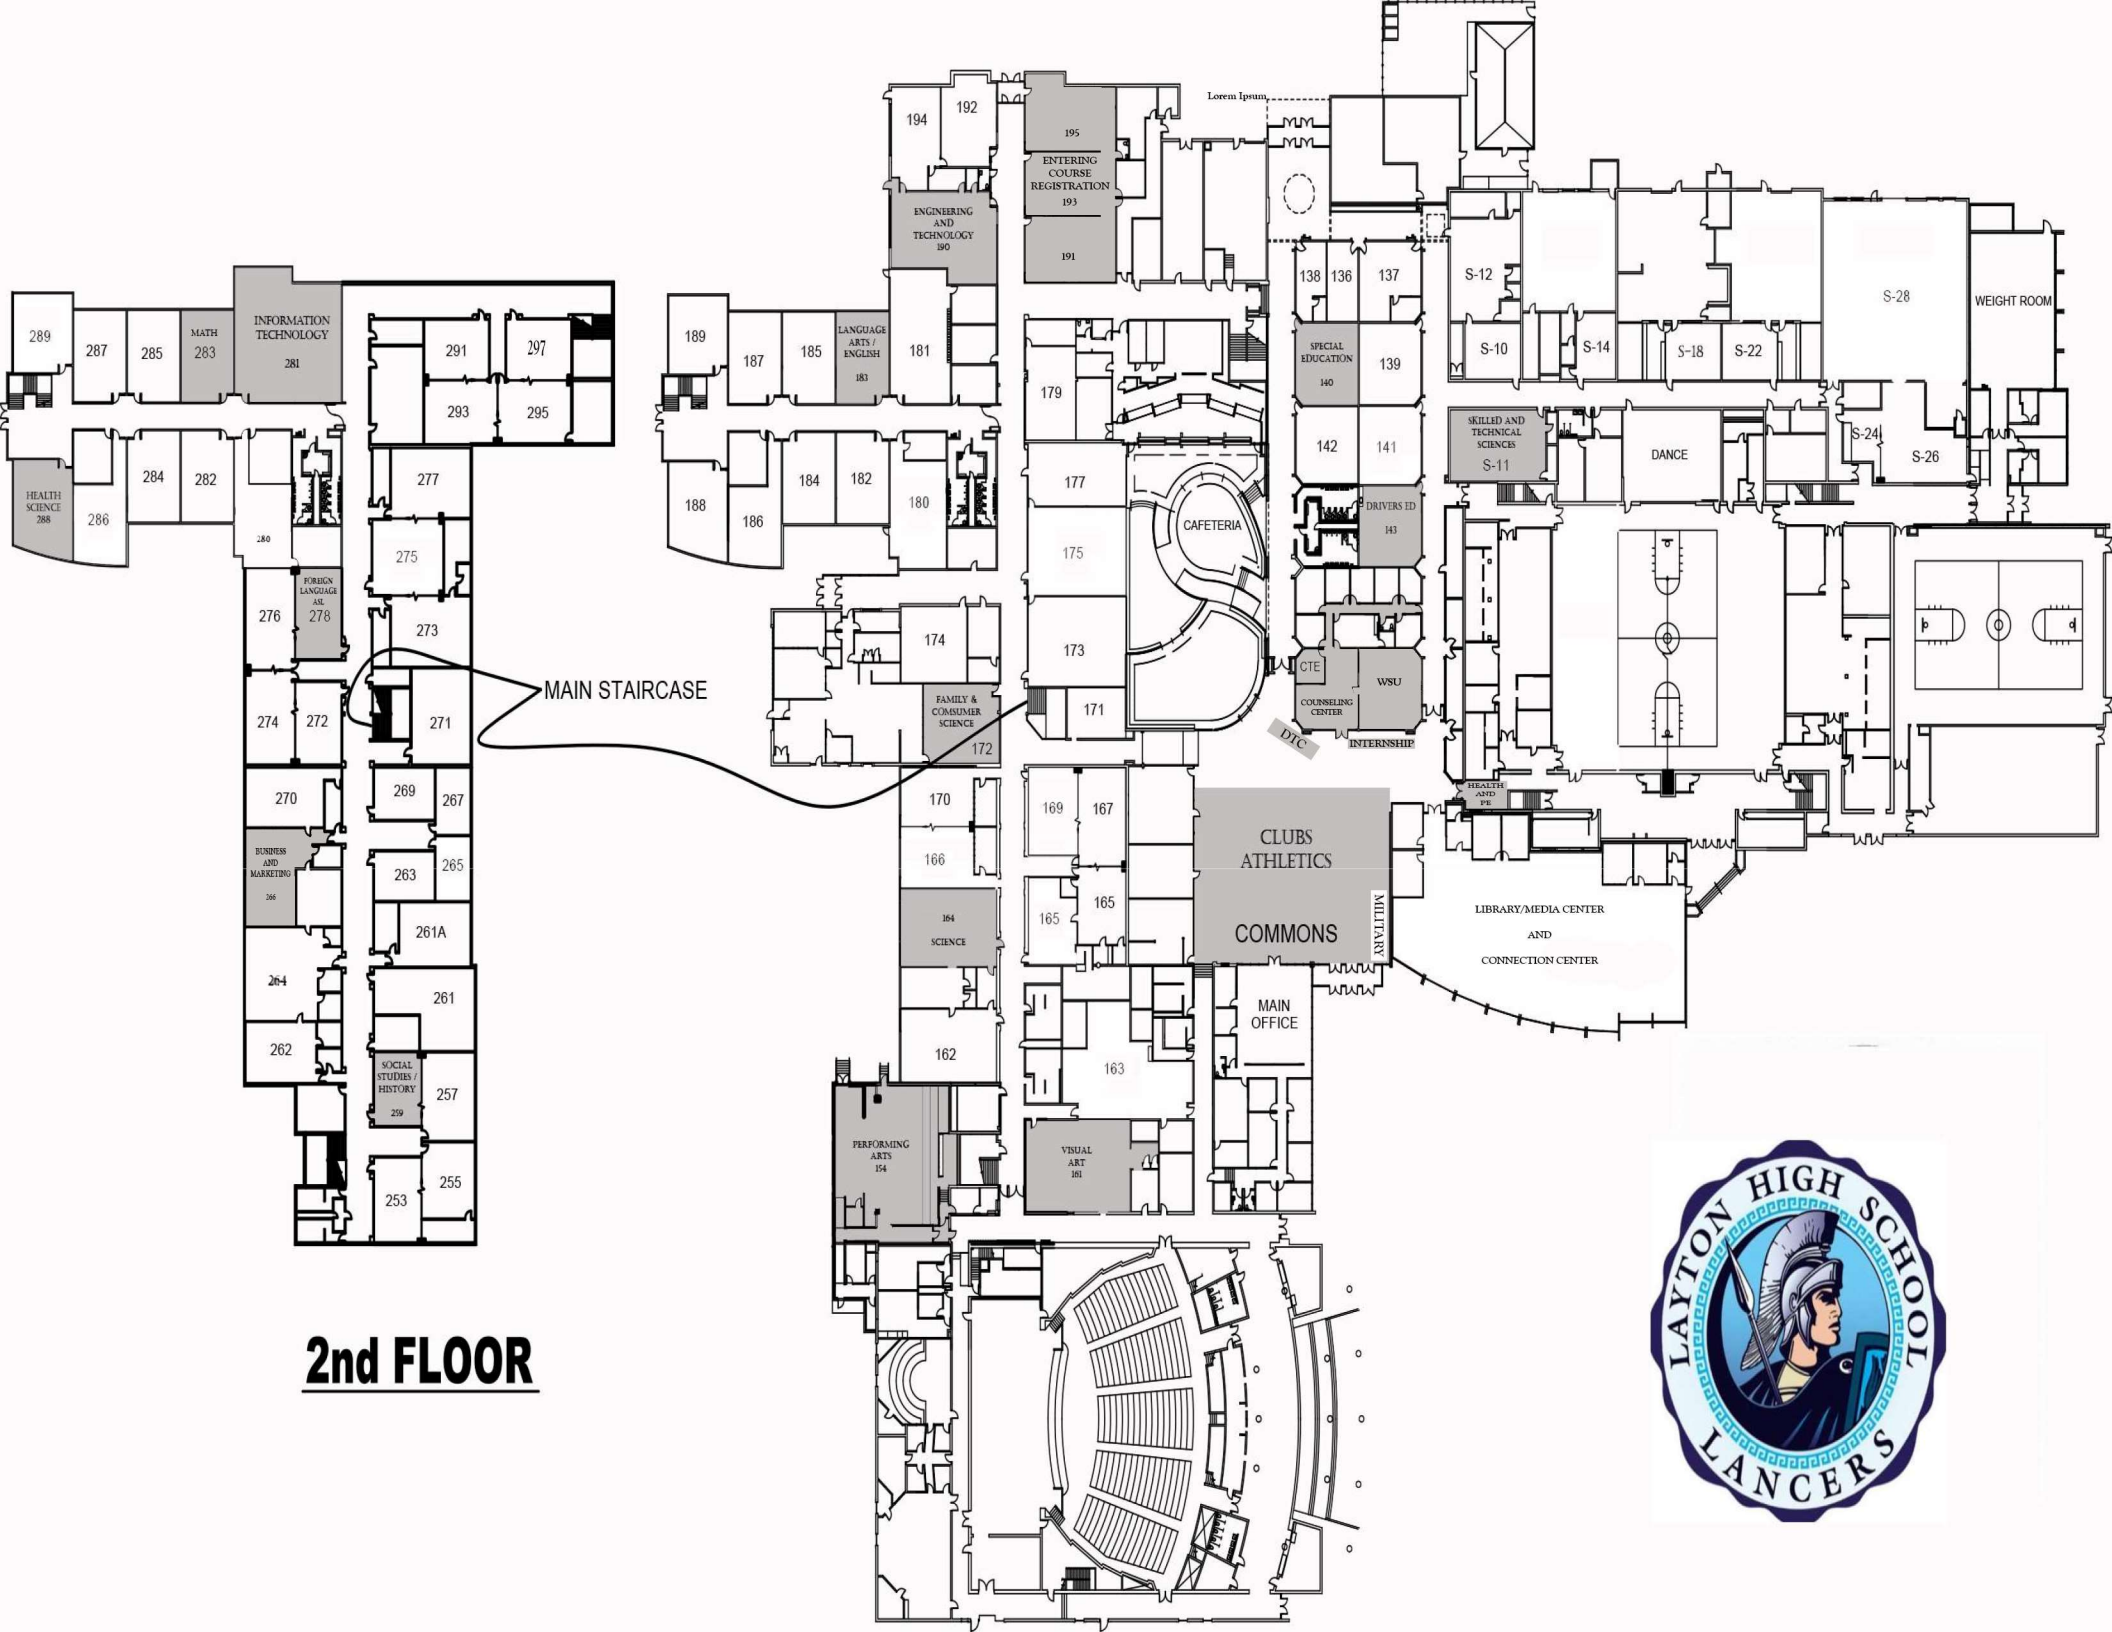 289
287
285
MATH
283
INFORMATION
TECHNOLOGY
281
291
297
293
295
284
282
HEALTH
SCIENCE
288
286
280
277
275
276
FOREIGN
LANGUAGE
ASL
278
273
274
272
271
MAIN STAIRCASE
270
269
267
BUSINESS
AND
MARKETING
266
263
265
261A
264
261
262
SOCIAL
STUDIES /
HISTORY
259
257
253
255
2nd FLOOR
194
192
195
ENTERING
COURSE
REGISTRATION
193
191
ENGINEERING
AND
TECHNOLOGY
190
189
187
185
LANGUAGE
ARTS /
ENGLISH
183
181
188
186
184
182
180
179
177
175
173
171
CAFETERIA
174
FAMILY &
COMSUMER
SCIENCE
172
170
166
169
167
165
165
164
SCIENCE
162
163
PERFORMING
ARTS
154
VISUAL
ART
161
Lorem Ipsum
138
136
137
SPECIAL
EDUCATION
140
139
142
141
DRIVERS ED
143
CTE
WSU
COUNSELING
CENTER
DTC
INTERNSHIP
CLUBS
ATHLETICS
COMMONS
MILITARY
MAIN
OFFICE
LIBRARY/MEDIA CENTER
AND
CONNECTION CENTER
S-12
S-10
S-14
S-18
S-22
S-28
WEIGHT ROOM
SKILLED AND
TECHNICAL
SCIENCES
S-11
DANCE
S-24
S-26
HEALTH
AND
PE
LAYTON HIGH SCHOOL
LANCERS